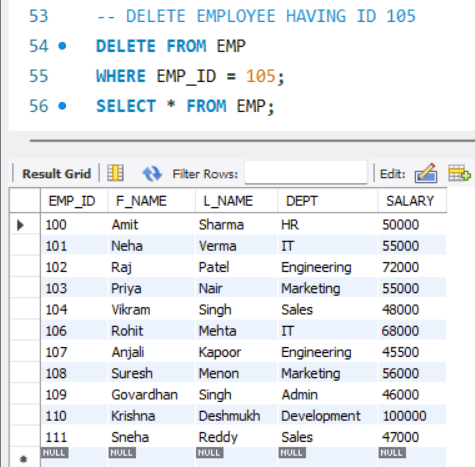 53 -- DELETE EMPLOYEE HAVING ID 105
54 DELETE FROM EMP
55 WHERE EMP_ID = 105;
56 SELECT * FROM EMP;
Result Grid Filter Rows: Edit:
EMP_ID F_NAME L_NAME DEPT SALARY
100 Amit Sharma HR 50000
101 Neha Verma IT 55000
102 Raj Patel Engineering 72000
103 Priya Nair Marketing 55000
104 Vikram Singh Sales 48000
106 Rohit Mehta IT 68000
107 Anjali Kapoor Engineering 45500
108 Suresh Menon Marketing 56000
109 Govardhan Singh Admin 46000
110 Krishna Deshmukh Development 100000
111 Sneha Reddy Sales 47000
NULL NULL NULL NULL NULL